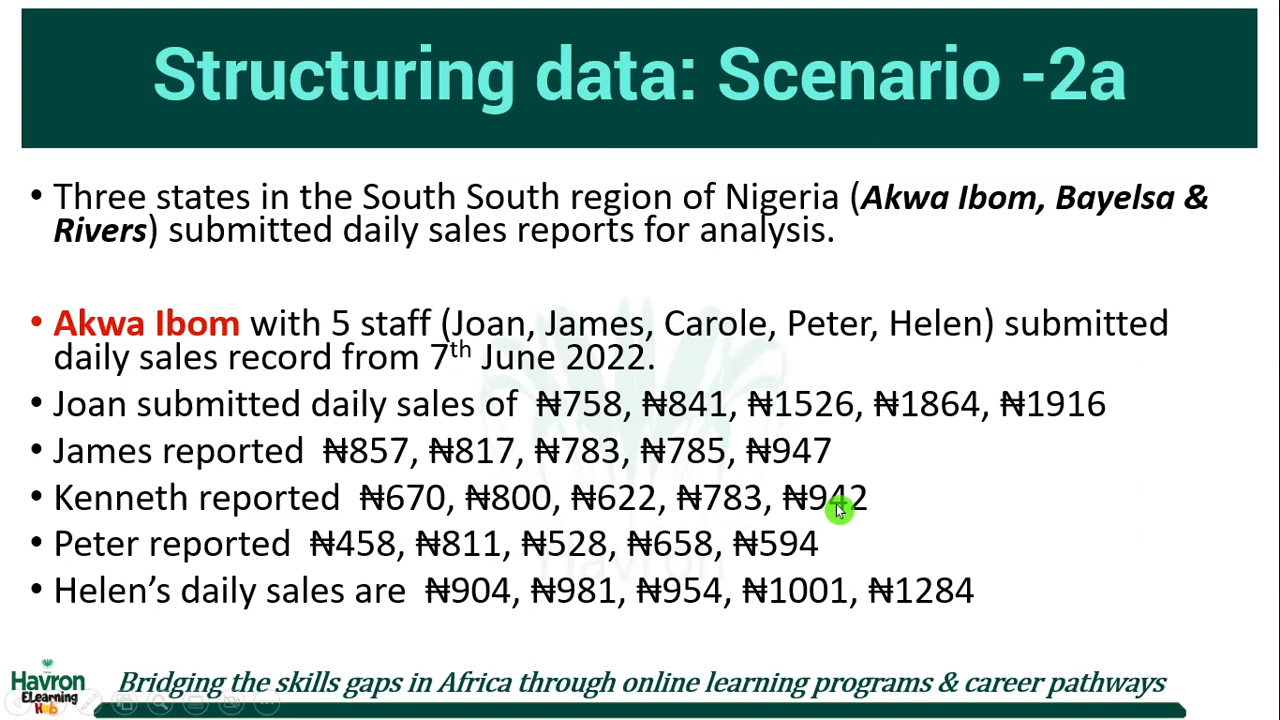 Structuring data: Scenario -2a
• Three states in the South South region of Nigeria (Akwa Ibom, Bayelsa &
Rivers) submitted daily sales reports for analysis.
• Akwa Ibom with 5 staff (Joan, James, Carole, Peter, Helen) submitted
daily sales record from 7th June 2022.
• Joan submitted daily sales of ₦758, ₦841, ₦1526, ₦1864, ₦1916
• James reported ₦857, ₦817, ₦783, ₦785, ₦947
• Kenneth reported ₦670, ₦800, ₦622, ₦783, ₦942
• Peter reported ₦458, ₦811, ₦528, ₦658, ₦594
• Helen’s daily sales are ₦904, ₦981, ₦954, ₦1001, ₦1284
Havron
Havron
ELearning
Hub
Bridging the skills gaps in Africa through online learning programs & career pathways